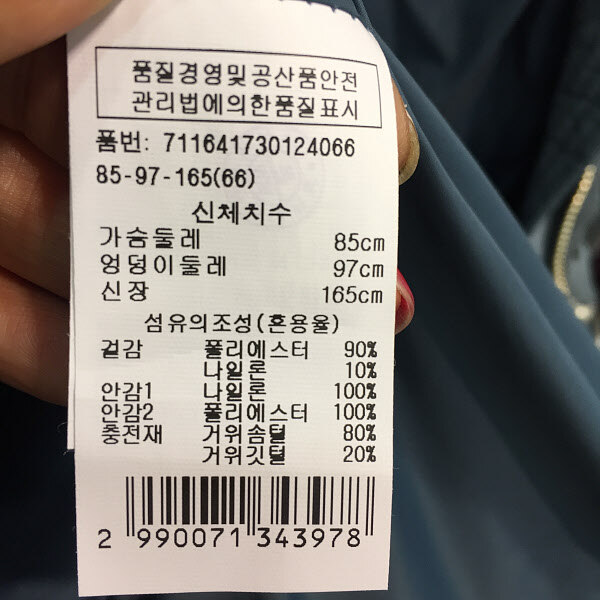 품질경영및공산품안전
관리법에의한품질표시
품번: 711641730124066
85-97-165(66)
신체치수
가슴둘레 85cm
엉덩이둘레 97cm
신장 165cm
섬유의조성(혼용율)
겉감 폴리에스터 90%
나일론 10%
안감1 나일론 100%
안감2 폴리에스터 100%
충전재 거위솜털 80%
거위깃털 20%
2 990071 343978